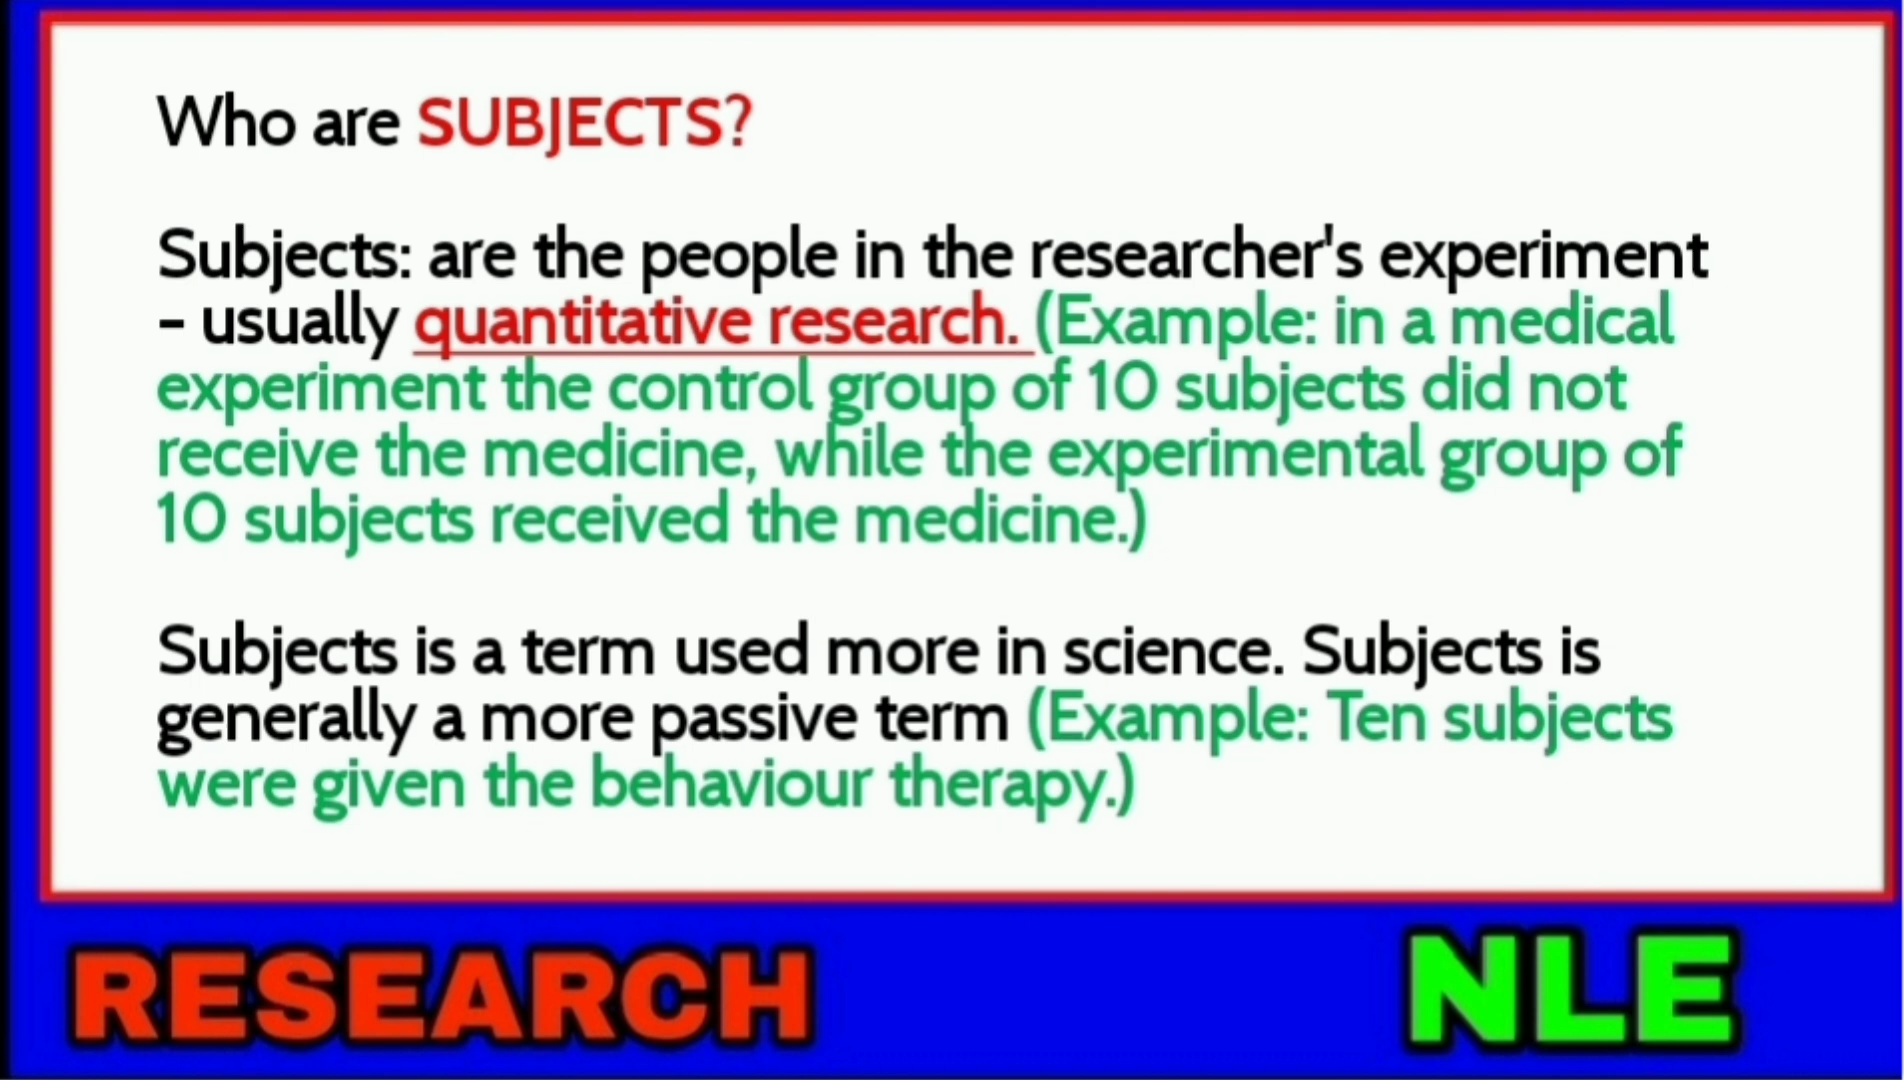 Who are SUBJECTS?
Subjects: are the people in the researcher's experiment
- usually quantitative research. (Example: in a medical
experiment the control group of 10 subjects did not
receive the medicine, while the experimental group of
10 subjects received the medicine.)
Subjects is a term used more in science. Subjects is
generally a more passive term (Example: Ten subjects
were given the behaviour therapy.)
RESEARCH
NLE